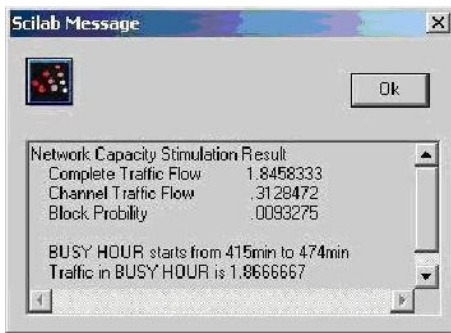 Scilab Message
Ok
Network Capacity Stimulation Result
Complete Traffic Flow 1.8458333
Channel Traffic Flow .3128472
Block Probility .0093275
BUSY HOUR starts from 415min to 474min
Traffic in BUSY HOUR is 1.8666667